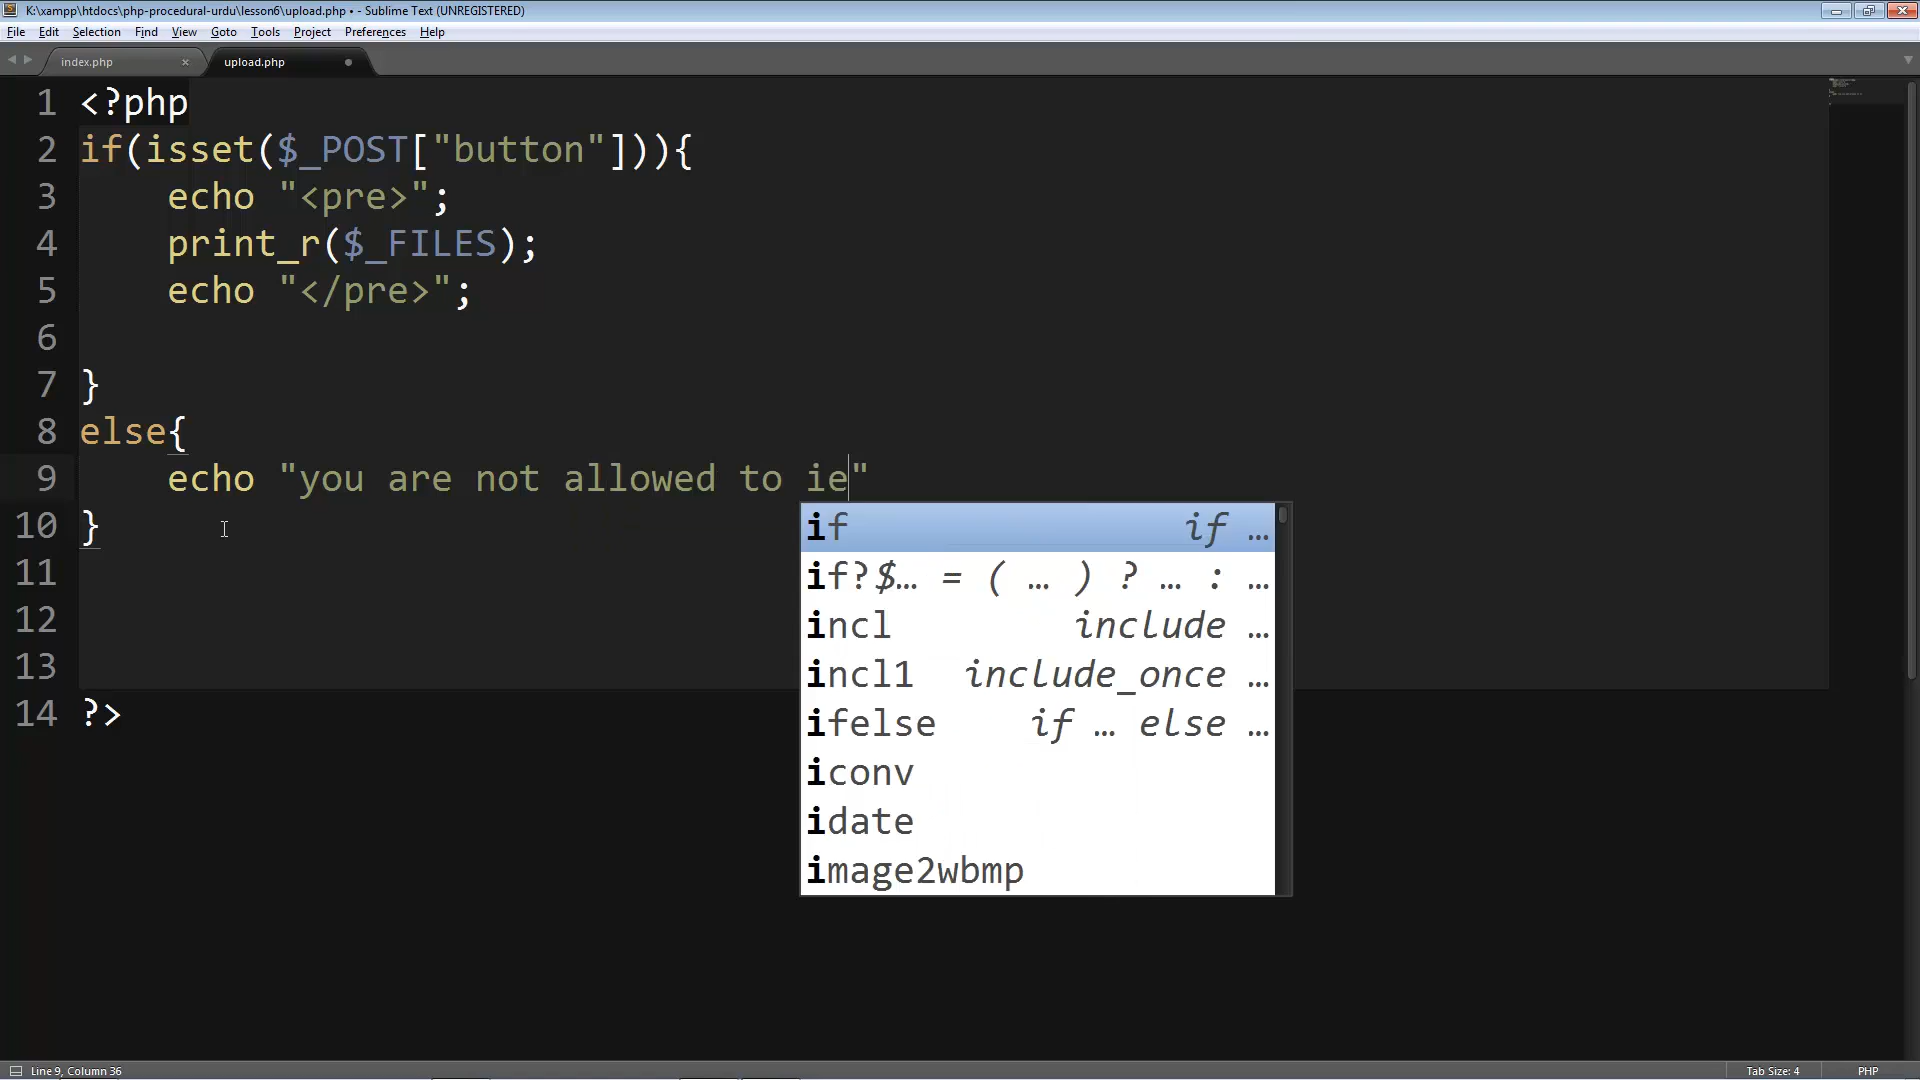 K:\xampp\htdocs\php-procedural-urdu\lesson6\upload.php • - Sublime Text (UNREGISTERED)
File Edit Selection Find View Goto Tools Project Preferences Help
index.php × upload.php
1 <?php
2 if(isset($_POST["button"])){
3     echo "<pre>";
4     print_r($_FILES);
5     echo "</pre>";
6
7 }
8 else{
9     echo "you are not allowed to ie"
10 }
if if …
if?$… = ( … ) ? … : …
11
12
incl include …
13
incl1 include_once …
14 ?>
ifelse if … else …
iconv
idate
image2wbmp
Line 9, Column 36 Tab Size: 4 PHP